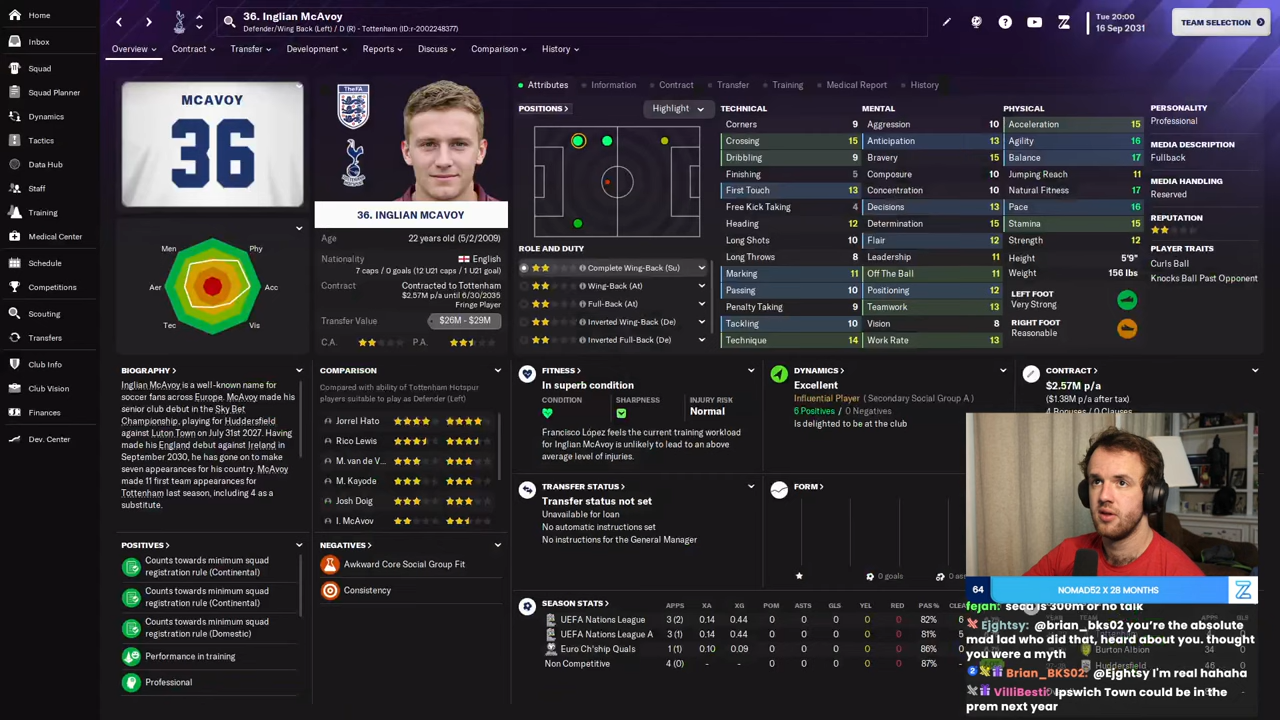 Home
Inbox
Squad
Squad Planner
Dynamics
Tactics
Data Hub
Staff
Training
Medical Center
Schedule
Competitions
Scouting
Transfers
Club Info
Club Vision
Finances
Dev. Center
36. Inglian McAvoy
Defender/Wing Back (Left) / D (R) - Tottenham (ID:r-2002248377)
Tue 20:00
16 Sep 2031
TEAM SELECTION
Overview
Contract
Transfer
Development
Reports
Discuss
Comparison
History
MCAVOY
36
The FA
36. INGLIAN MCAVOY
Age 22 years old (5/2/2009)
Nationality English
7 caps / 0 goals (12 U21 caps / 1 U21 goal)
Contract Contracted to Tottenham
$2.57M p/a until 6/30/2035
Fringe Player
Transfer Value $26M - $29M
C.A. P.A.
Men Phy
Aer Acc
Tec Vis
Attributes
Information
Contract
Transfer
Training
Medical Report
History
POSITIONS
Highlight
ROLE AND DUTY
Complete Wing-Back (Su)
Wing-Back (At)
Full-Back (At)
Inverted Wing-Back (De)
Inverted Full-Back (De)
TECHNICAL
Corners 9
Crossing 15
Dribbling 9
Finishing 5
First Touch 13
Free Kick Taking 4
Heading 12
Long Shots 10
Long Throws 8
Marking 11
Passing 10
Penalty Taking 9
Tackling 10
Technique 14
MENTAL
Aggression 10
Anticipation 13
Bravery 15
Composure 10
Concentration 10
Decisions 13
Determination 15
Flair 12
Leadership 11
Off The Ball 11
Positioning 12
Teamwork 13
Vision 8
Work Rate 13
PHYSICAL
Acceleration 15
Agility 16
Balance 17
Jumping Reach 11
Natural Fitness 17
Pace 16
Stamina 15
Strength 12
Height 5'9"
Weight 156 lbs
LEFT FOOT
Very Strong
RIGHT FOOT
Reasonable
PERSONALITY
Professional
MEDIA DESCRIPTION
Fullback
MEDIA HANDLING
Reserved
REPUTATION
PLAYER TRAITS
Curls Ball
Knocks Ball Past Opponent
BIOGRAPHY
Inglian McAvoy is a well-known name for
soccer fans across Europe. McAvoy made his
senior club debut in the Sky Bet
Championship, playing for Huddersfield
against Luton Town on July 31st 2027. Having
made his England debut against Ireland in
September 2030, he has gone on to make
seven appearances for his country. McAvoy
made 11 first team appearances for
Tottenham last season, including 4 as a
substitute.
COMPARISON
Compared with ability of Tottenham Hotspur
players suitable to play as Defender (Left)
Jorrel Hato
Rico Lewis
M. van de V...
M. Kayode
Josh Doig
I. McAvoy
POSITIVES
Counts towards minimum squad
registration rule (Continental)
Counts towards minimum squad
registration rule (Continental)
Counts towards minimum squad
registration rule (Domestic)
Performance in training
Professional
NEGATIVES
Awkward Core Social Group Fit
Consistency
FITNESS
In superb condition
CONDITION SHARPNESS INJURY RISK
Normal
Francisco López feels the current training workload
for Inglian McAvoy is unlikely to lead to an above
average level of injuries.
DYNAMICS
Excellent
Influential Player ( Secondary Social Group A )
6 Positives / 0 Negatives
Is delighted to be at the club
CONTRACT
$2.57M p/a
($1.38M p/a after tax)
4 Bonuses / 0 Clauses
TRANSFER STATUS
Transfer status not set
Unavailable for loan
No automatic instructions set
No instructions for the General Manager
FORM
0 goals
SEASON STATS APPS XA XG POM ASTS GLS YEL RED PAS %
UEFA Nations League 3 (2) 0.14 0.44 0 0 0 0 0 82% 6
UEFA Nations League A 3 (1) 0.14 0.44 0 0 0 0 0 81% 5
Euro Ch'ship Quals 1 (1) 0.10 0.09 0 0 0 0 0 86% 6
Non Competitive 4 (0) - - 0 0 0 0 0 87%
64 NOMAD52 X 28 MONTHS
Ejghtsy: @brian_bks02 you're the absolute
mad lad who did that, heard about you. thought
you were a myth
Brian_BKS02: @Ejghtsy I'm real hahaha
VilliBesti: Ipswich Town could be in the
prem next year
Burton Albion 34
Huddersfield 46